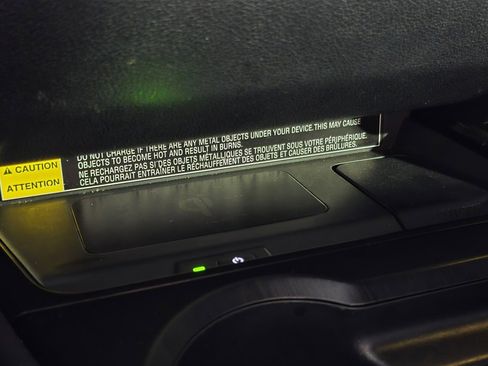 CAUTION
ATTENTION
DO NOT CHARGE IF THERE ARE ANY METAL OBJECTS UNDER YOUR DEVICE. THIS MAY CAUSE
OBJECTS TO BECOME HOT AND RESULT IN BURNS.
NE RECHARGEZ PAS SI DES OBJETS MÉTALLIQUES SE TROUVENT SOUS VOTRE PÉRIPHÉRIQUE.
CELA POURRAIT ENTRAÎNER LE RÉCHAUFFEMENT DES OBJETS ET CAUSER DES BRÛLURES.